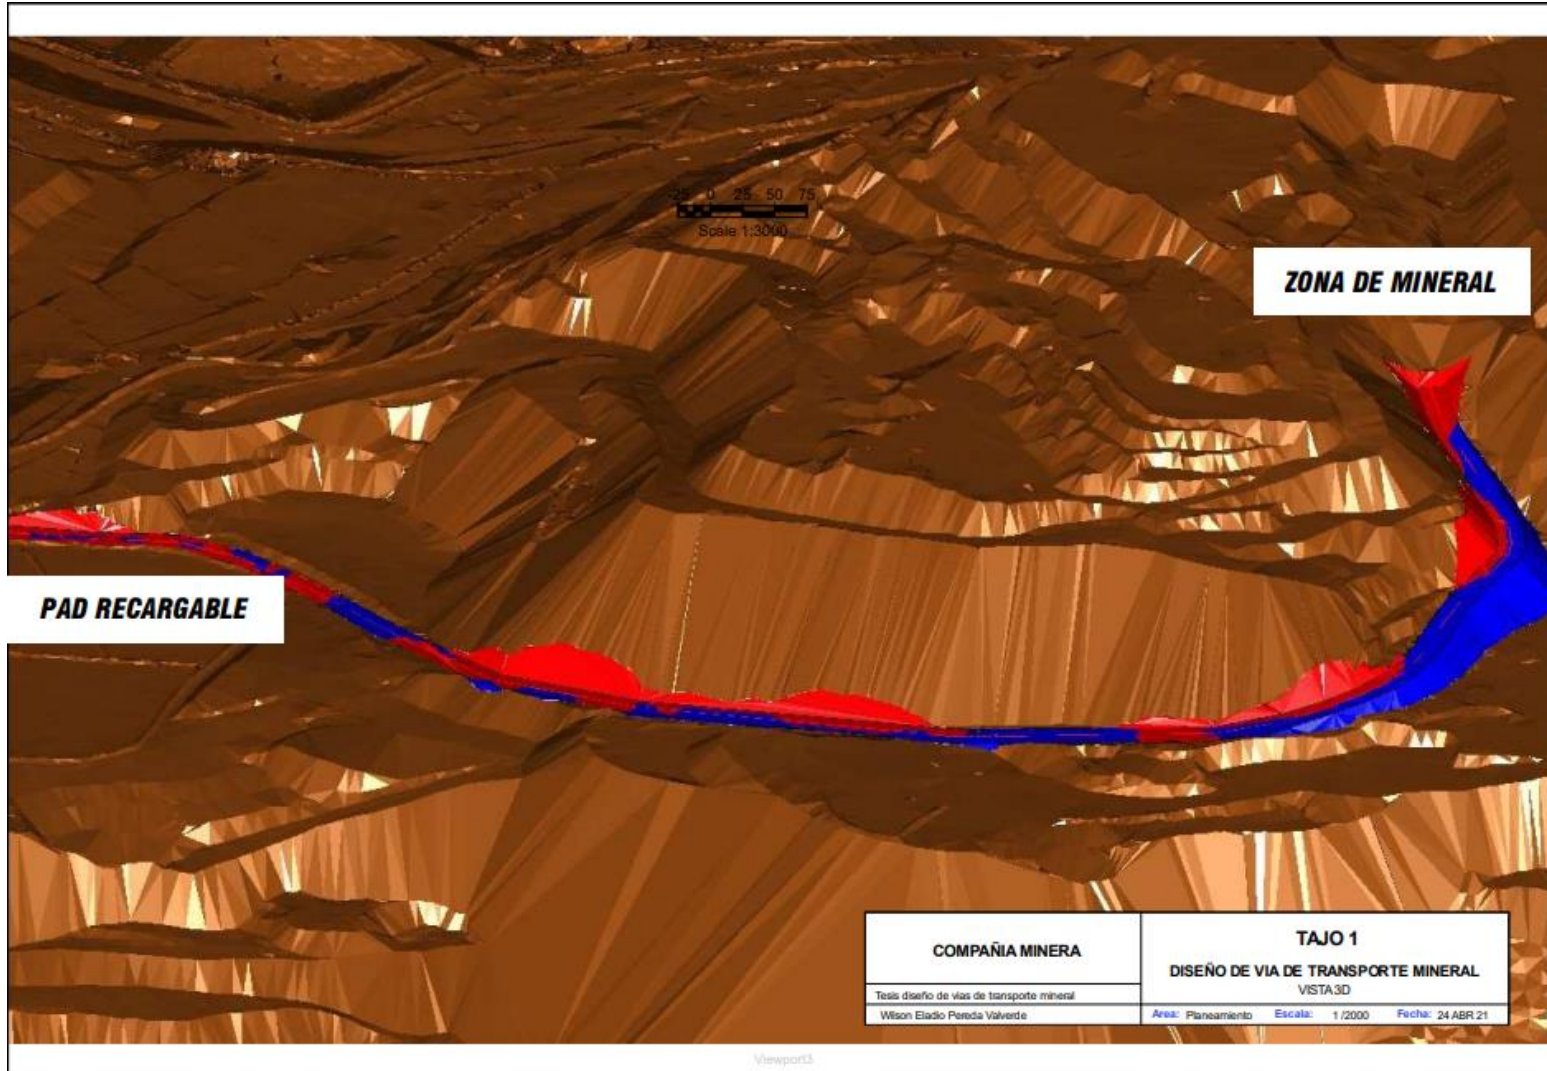 -25 0 25 50 75
Scale 1:3000
ZONA DE MINERAL
PAD RECARGABLE
COMPAÑIA MINERA
Tesis diseño de vias de transporte mineral
Wilson Eladio Pereda Valverde
TAJO 1
DISEÑO DE VIA DE TRANSPORTE MINERAL
VISTA 3D
Area: Planeamiento Escala: 1 /2000 Fecha: 24 ABR 21
Viewport3